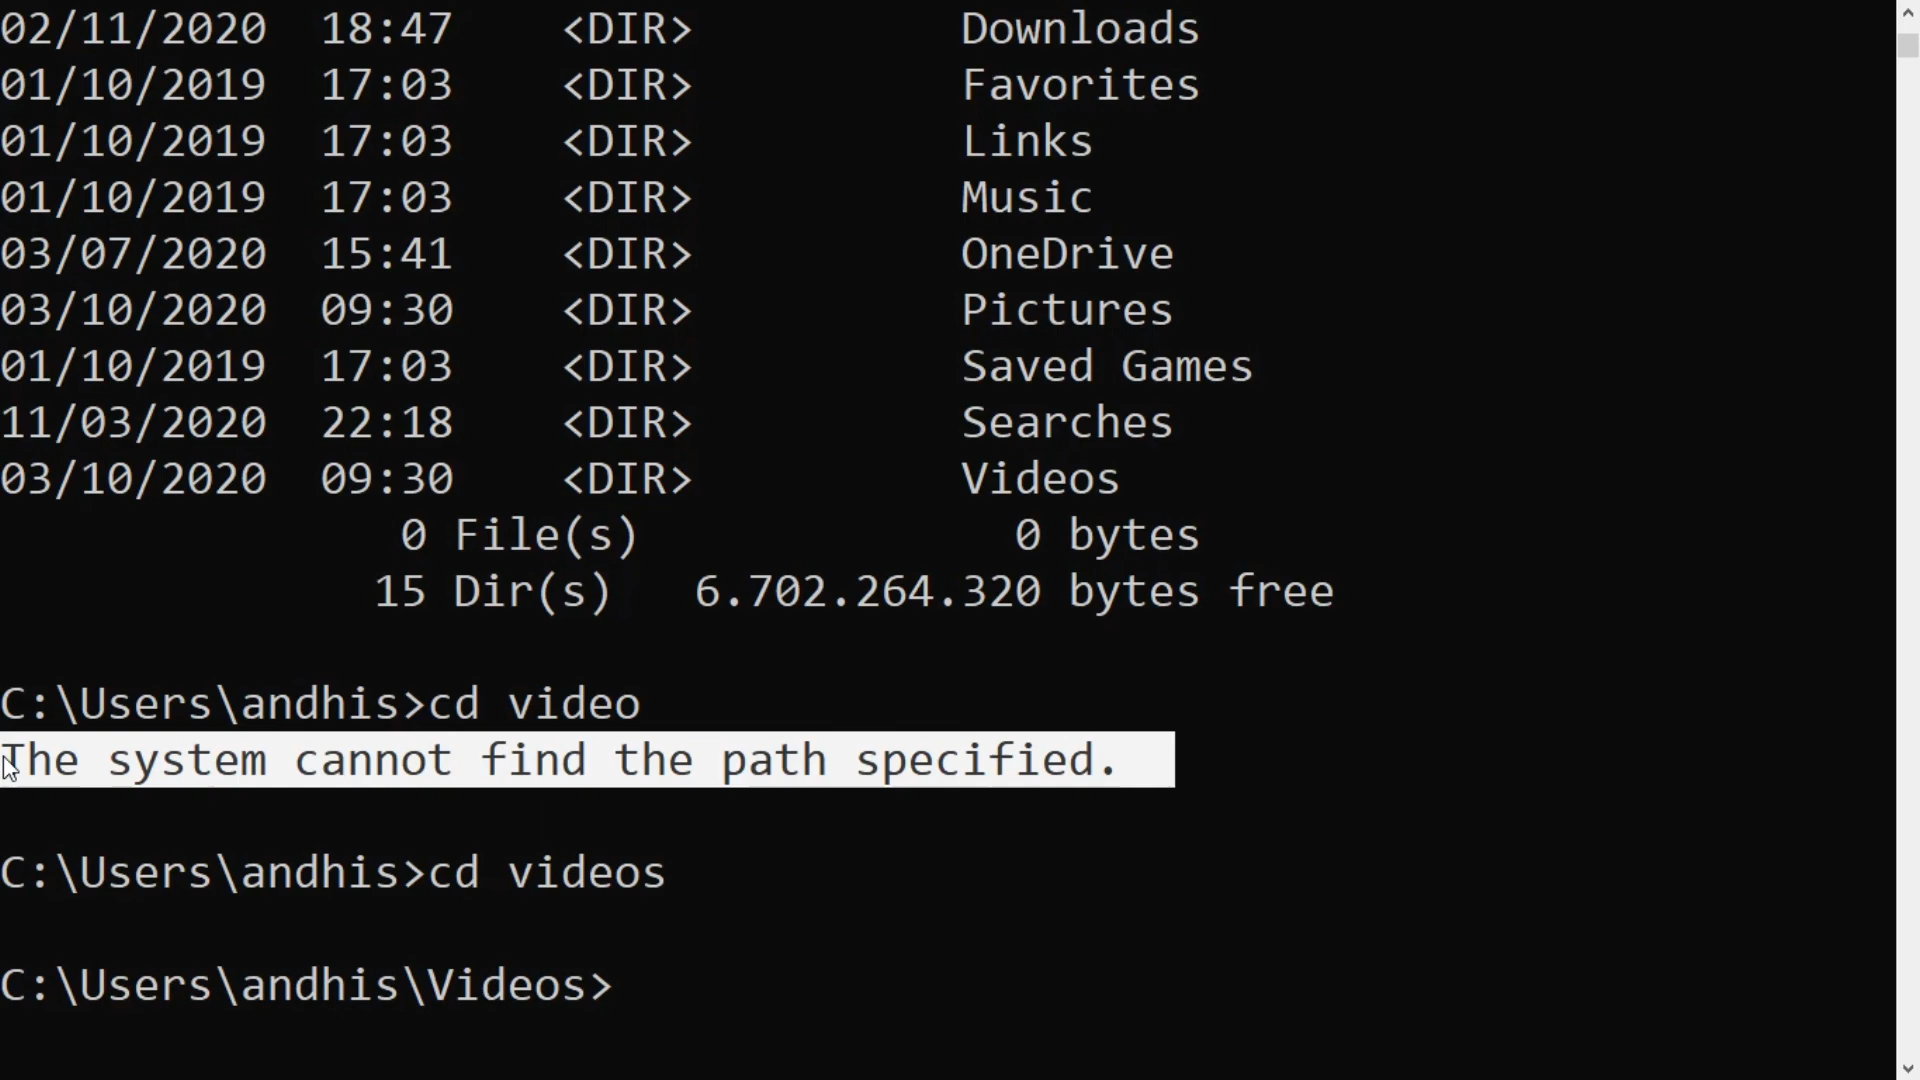 02/11/2020  18:47    <DIR>          Downloads
01/10/2019  17:03    <DIR>          Favorites
01/10/2019  17:03    <DIR>          Links
01/10/2019  17:03    <DIR>          Music
03/07/2020  15:41    <DIR>          OneDrive
03/10/2020  09:30    <DIR>          Pictures
01/10/2019  17:03    <DIR>          Saved Games
11/03/2020  22:18    <DIR>          Searches
03/10/2020  09:30    <DIR>          Videos
               0 File(s)              0 bytes
              15 Dir(s)   6.702.264.320 bytes free
C:\Users\andhis>cd video
The system cannot find the path specified.
C:\Users\andhis>cd videos
C:\Users\andhis\Videos>